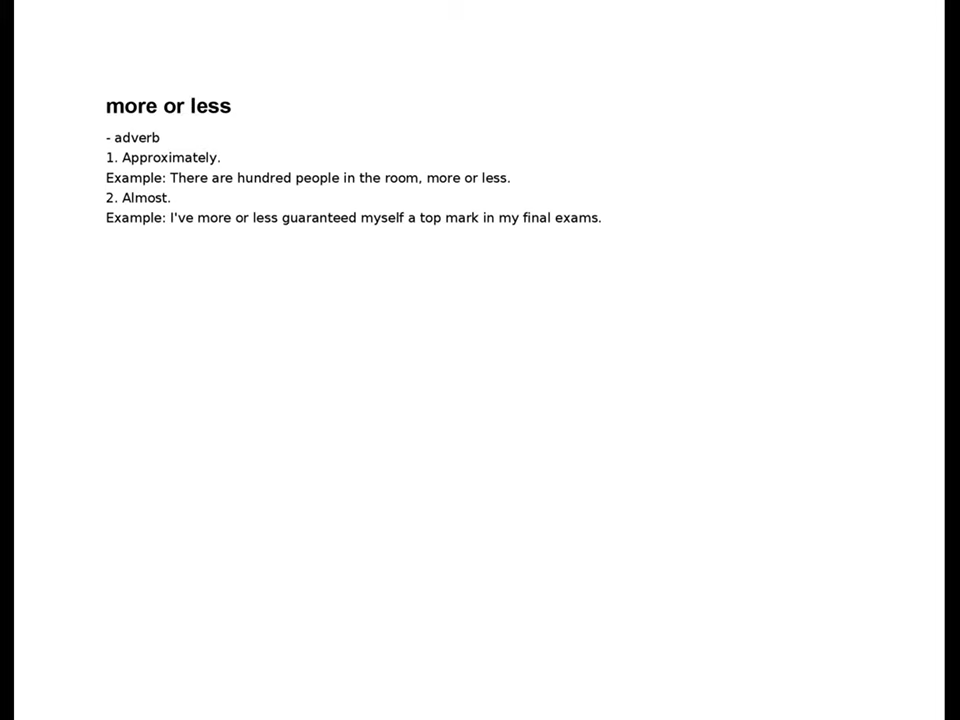 more or less
- adverb
1. Approximately.
Example: There are hundred people in the room, more or less.
2. Almost.
Example: I've more or less guaranteed myself a top mark in my final exams.